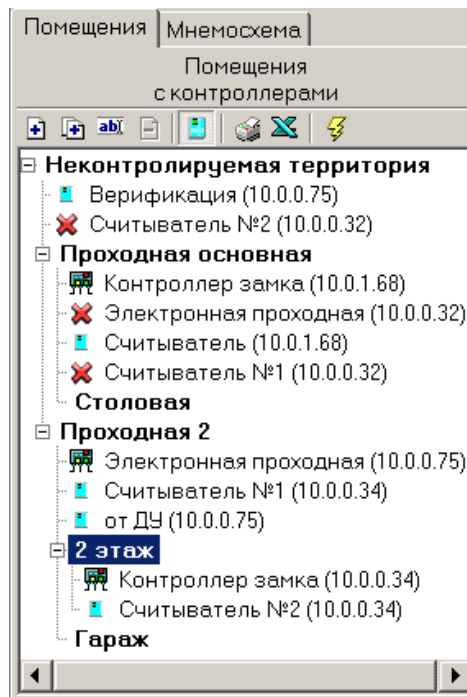 Помещения Мнемосхема
Помещения
с контроллерами
Неконтролируемая территория
Верификация (10.0.0.75)
Считыватель №2 (10.0.0.32)
Проходная основная
Контроллер замка (10.0.1.68)
Электронная проходная (10.0.0.32)
Считыватель (10.0.1.68)
Считыватель №1 (10.0.0.32)
Столовая
Проходная 2
Электронная проходная (10.0.0.75)
Считыватель №1 (10.0.0.34)
от ДУ (10.0.0.75)
2 этаж
Контроллер замка (10.0.0.34)
Считыватель №2 (10.0.0.34)
Гараж